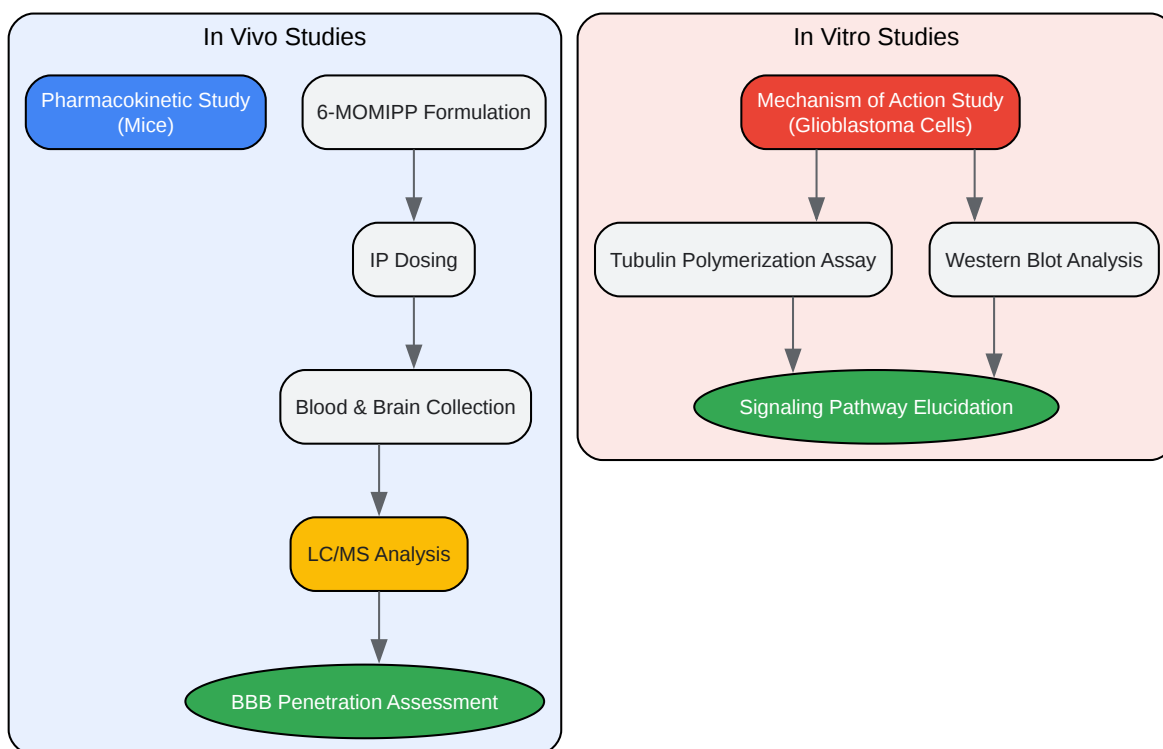 In Vivo Studies
Pharmacokinetic Study
(Mice)
6-MOMIPP Formulation
IP Dosing
Blood & Brain Collection
LC/MS Analysis
BBB Penetration Assessment
In Vitro Studies
Mechanism of Action Study
(Glioblastoma Cells)
Tubulin Polymerization Assay
Western Blot Analysis
Signaling Pathway Elucidation